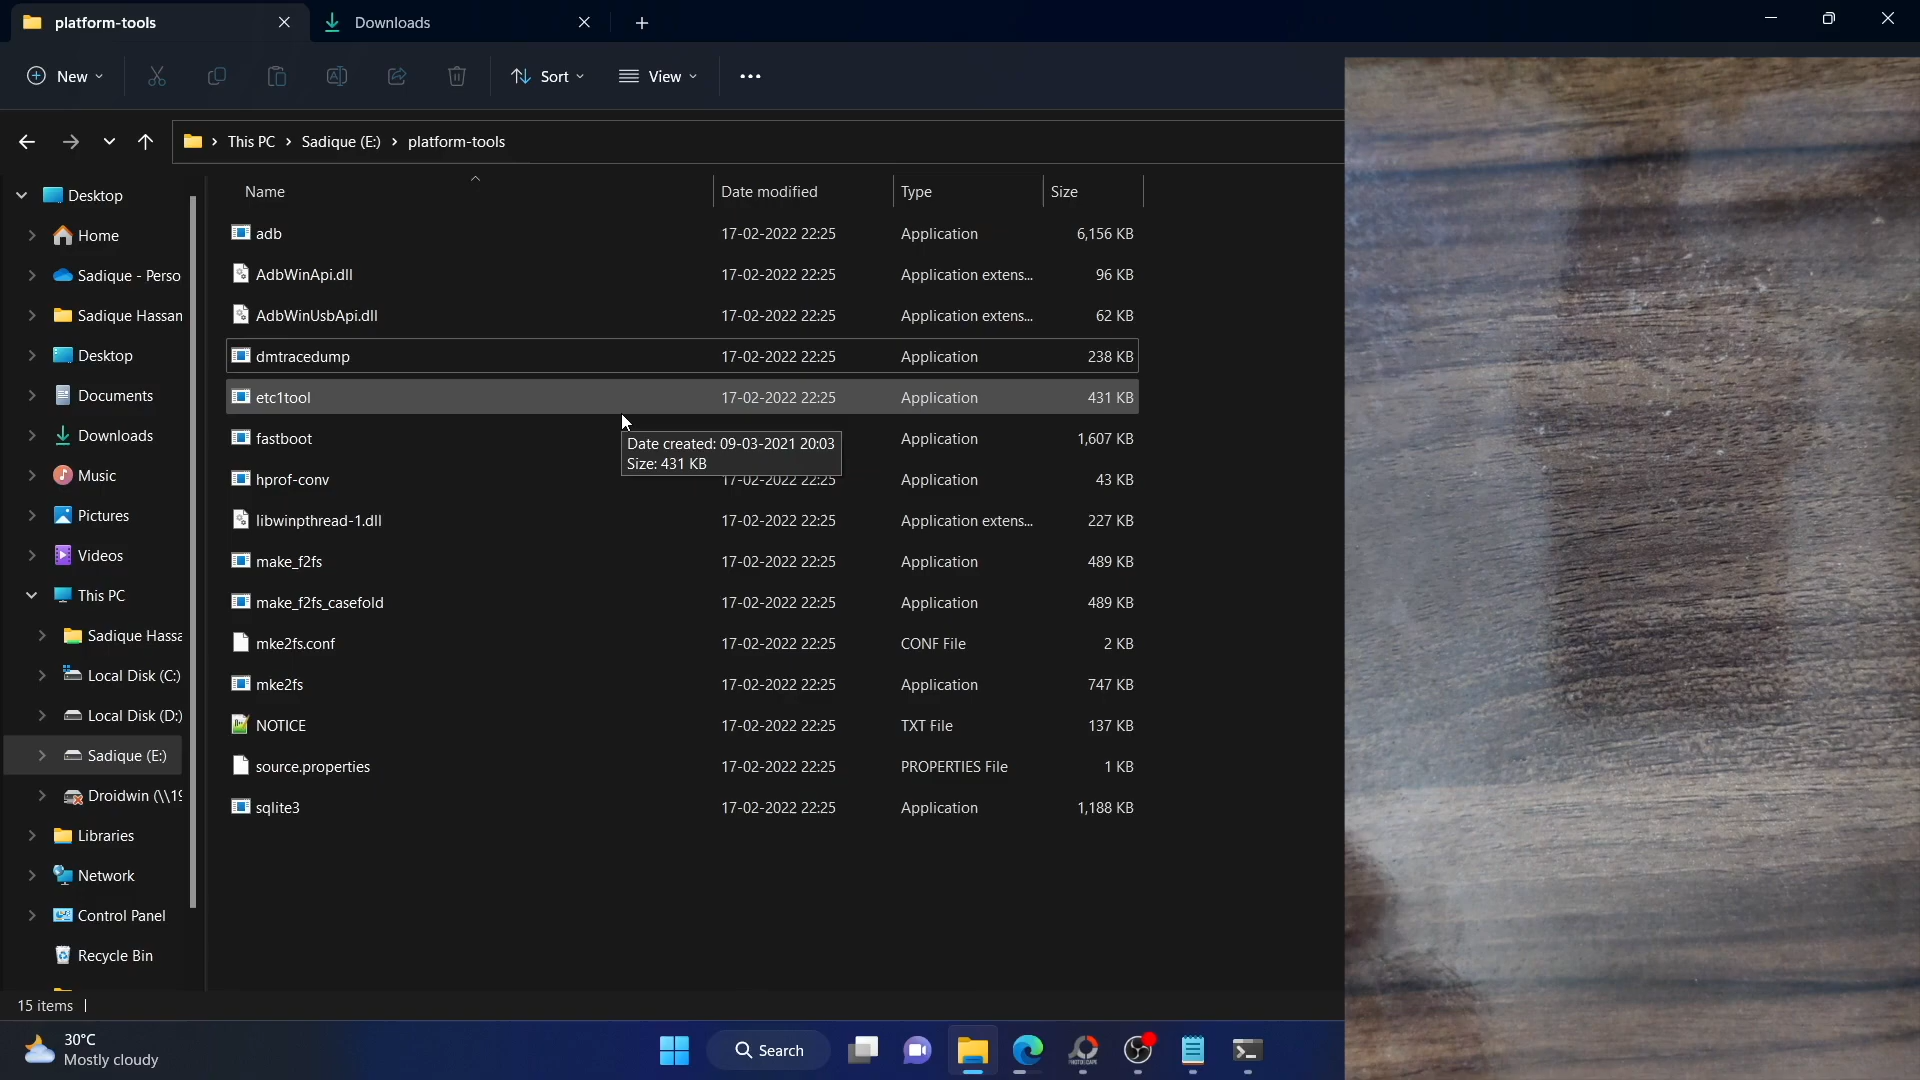 platform-tools
Downloads
New
Sort
View
This PC > Sadique (E:) > platform-tools
Name Date modified Type Size
Desktop
Home
Sadique - Perso
Sadique Hassan
Desktop
Documents
Downloads
Music
Pictures
Videos
This PC
Sadique Hassa
Local Disk (C:)
Local Disk (D:)
Sadique (E:)
Droidwin (\\19
Libraries
Network
Control Panel
Recycle Bin
adb 17-02-2022 22:25 Application 6,156 KB
AdbWinApi.dll 17-02-2022 22:25 Application extens... 96 KB
AdbWinUsbApi.dll 17-02-2022 22:25 Application extens... 62 KB
dmtracedump 17-02-2022 22:25 Application 238 KB
etc1tool 17-02-2022 22:25 Application 431 KB
fastboot Application 1,607 KB
Date created: 09-03-2021 20:03
Size: 431 KB
hprof-conv 17-02-2022 22:25 Application 43 KB
libwinpthread-1.dll 17-02-2022 22:25 Application extens... 227 KB
make_f2fs 17-02-2022 22:25 Application 489 KB
make_f2fs_casefold 17-02-2022 22:25 Application 489 KB
mke2fs.conf 17-02-2022 22:25 CONF File 2 KB
mke2fs 17-02-2022 22:25 Application 747 KB
NOTICE 17-02-2022 22:25 TXT File 137 KB
source.properties 17-02-2022 22:25 PROPERTIES File 1 KB
sqlite3 17-02-2022 22:25 Application 1,188 KB
15 items
30°C
Mostly cloudy
Search